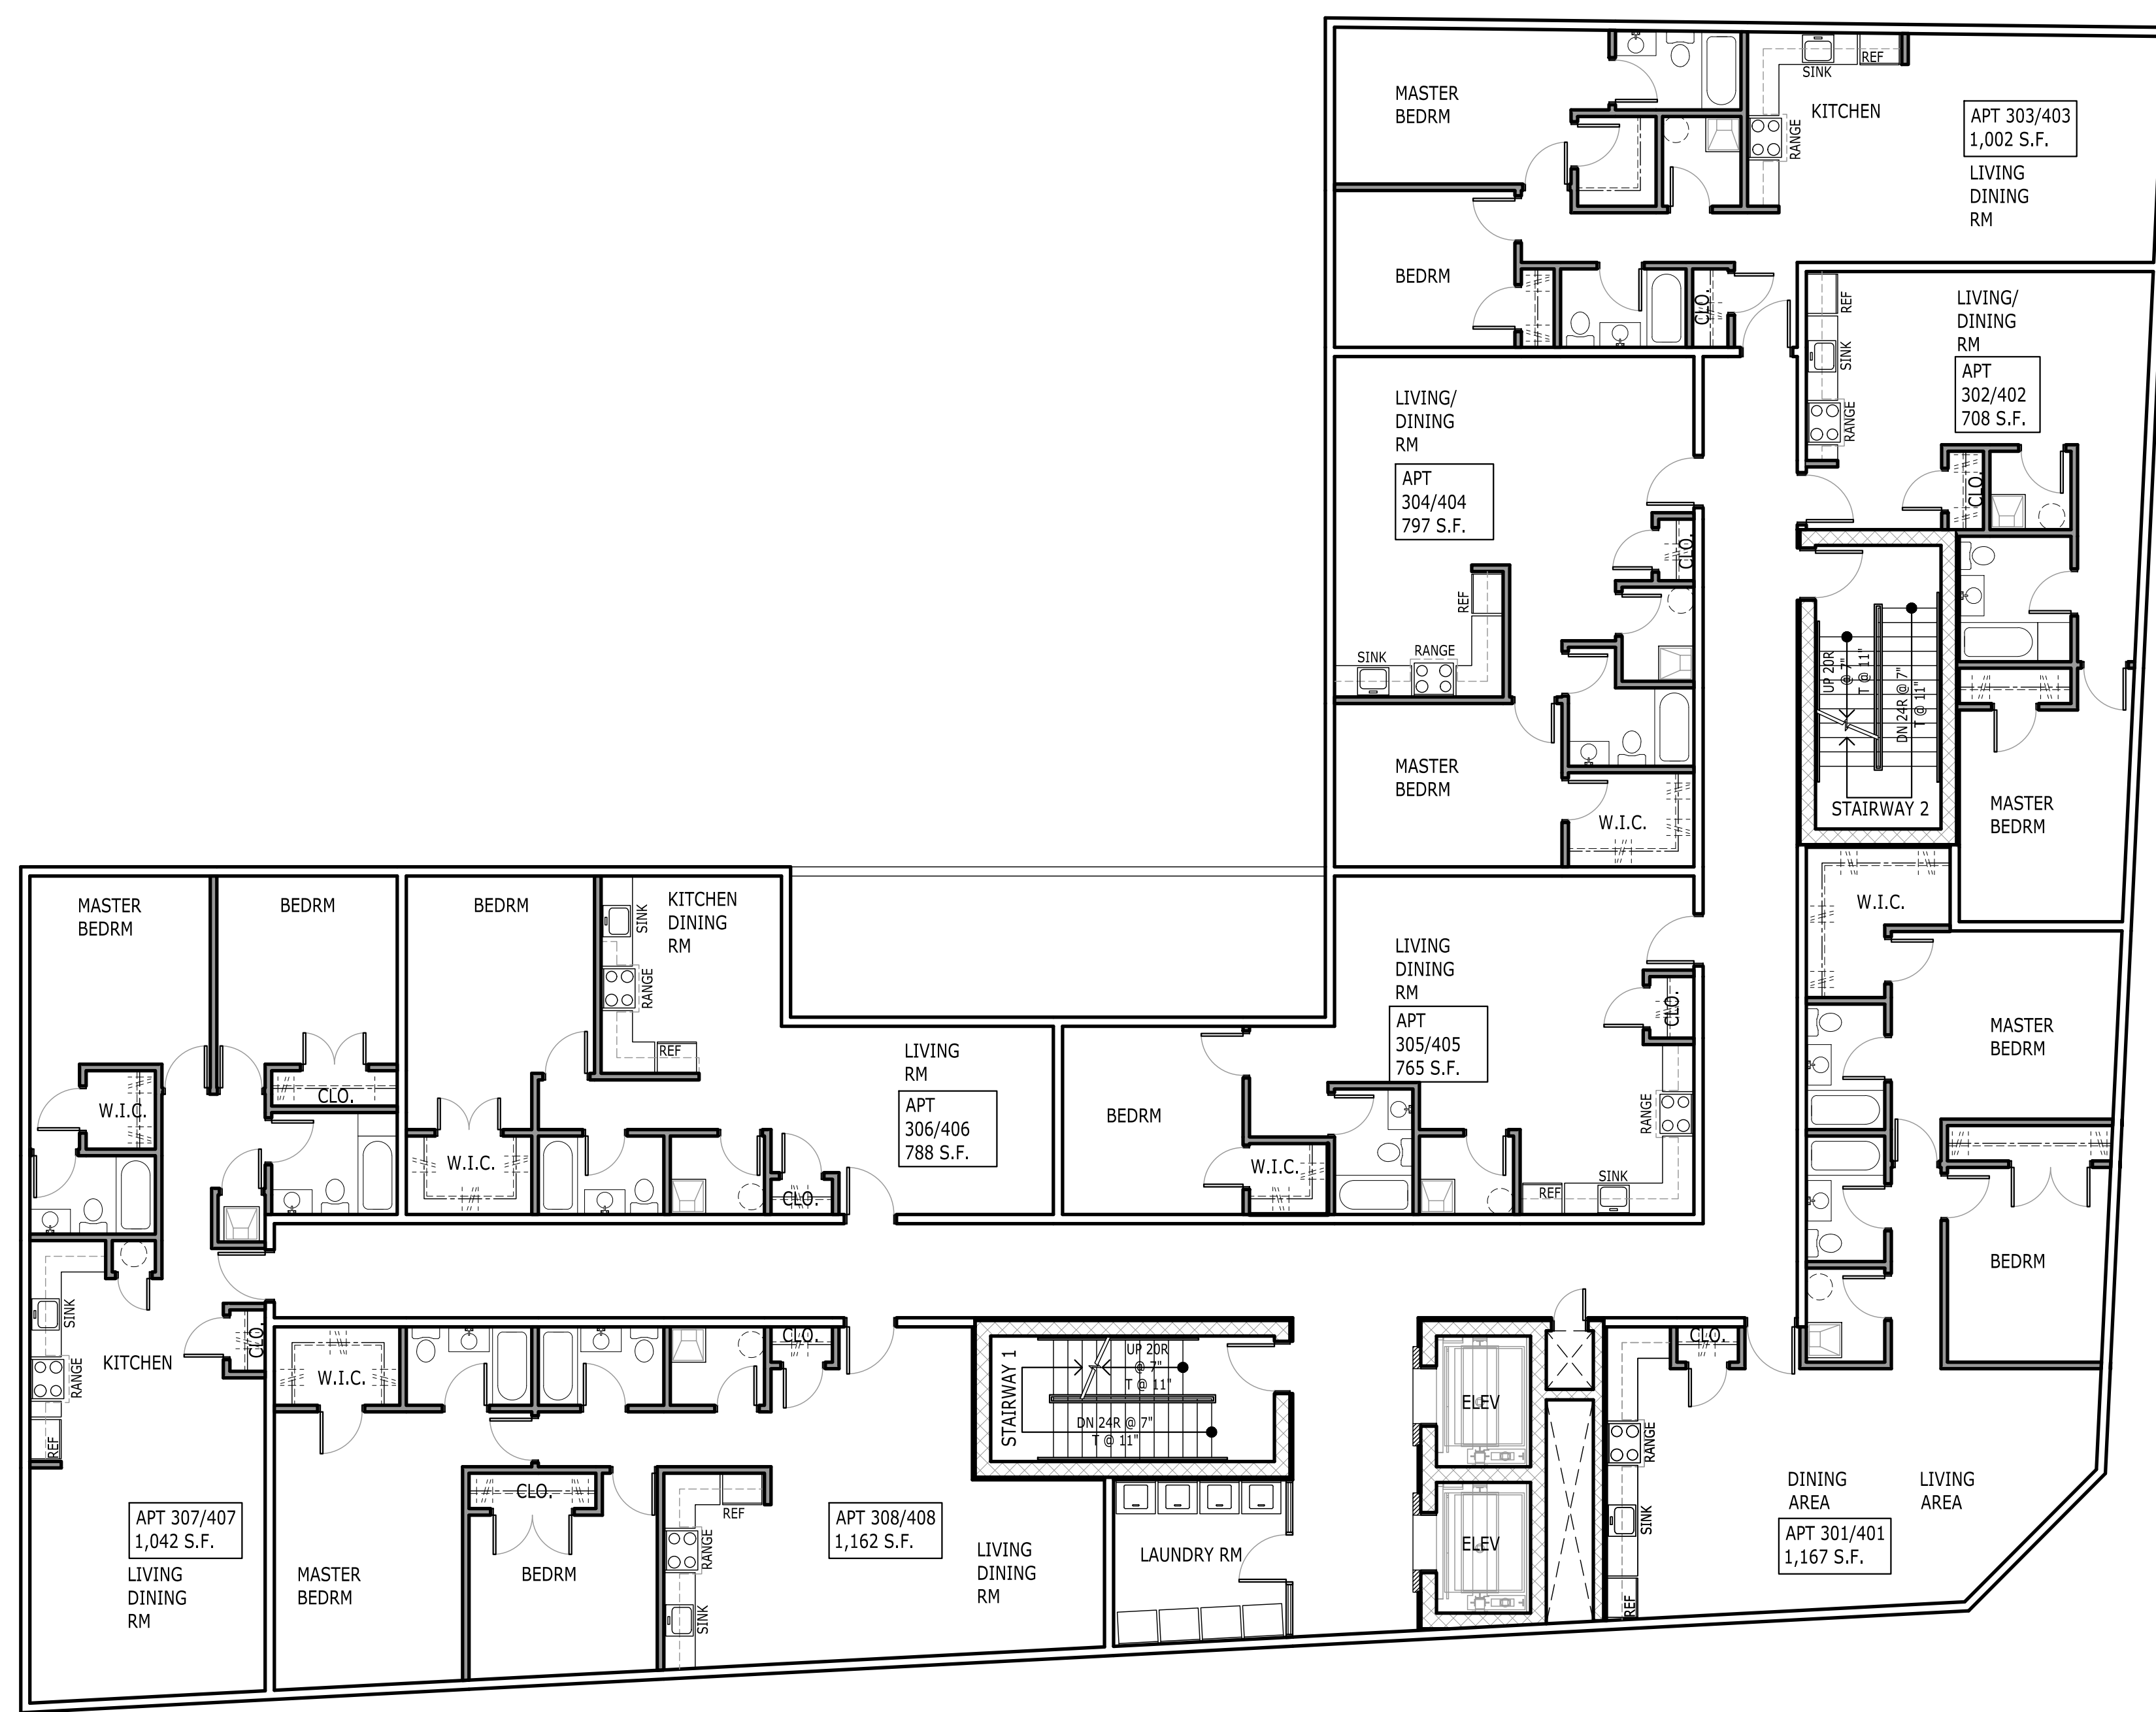 MASTER
BEDRM
SINK
REF
KITCHEN
RANGE
APT 303/403
1,002 S.F.
LIVING
DINING
RM
BEDRM
CLO.
REF
SINK
RANGE
LIVING/
DINING
RM
APT
302/402
708 S.F.
CLO.
LIVING/
DINING
RM
APT
304/404
797 S.F.
CLO.
REF
SINK
RANGE
UP 20R
@ 7"
T @ 11"
DN 24R @ 7"
T @ 11"
STAIRWAY 2
MASTER
BEDRM
W.I.C.
MASTER
BEDRM
W.I.C.
MASTER
BEDRM
BEDRM
BEDRM
SINK
RANGE
KITCHEN
DINING
RM
REF
LIVING
RM
APT
306/406
788 S.F.
LIVING
DINING
RM
APT
305/405
765 S.F.
CLO.
RANGE
MASTER
BEDRM
W.I.C.
CLO.
W.I.C.
CLO.
BEDRM
W.I.C.
REF
SINK
BEDRM
SINK
RANGE
REF
KITCHEN
CLO.
W.I.C.
CLO.
STAIRWAY 1
UP 20R
@ 7"
T @ 11"
DN 24R @ 7"
T @ 11"
ELEV
ELEV
CLO.
RANGE
SINK
REF
DINING
AREA
LIVING
AREA
APT 301/401
1,167 S.F.
APT 307/407
1,042 S.F.
LIVING
DINING
RM
MASTER
BEDRM
CLO.
BEDRM
REF
RANGE
SINK
APT 308/408
1,162 S.F.
LIVING
DINING
RM
LAUNDRY RM